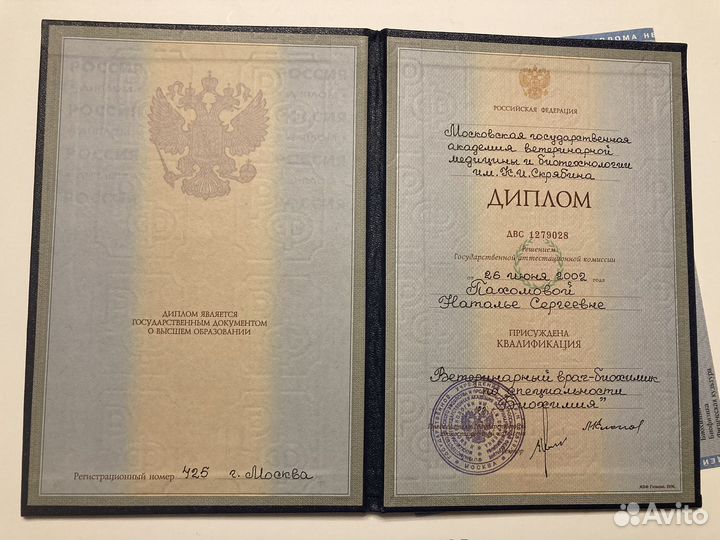 ДИПЛОМ ЯВЛЯЕТСЯ
ГОСУДАРСТВЕННЫМ ДОКУМЕНТОМ
О ВЫСШЕМ ОБРАЗОВАНИИ
Регистрационный номер 425 г. Москва
РОССИЙСКАЯ ФЕДЕРАЦИЯ
Московская государственная
академия ветеринарной
медицины и биотехнологии
им. К.И. Скрябина
ДИПЛОМ
ДВС 1279028
Решением
Государственной аттестационной комиссии
от 26 июня 2002 года
Пахомовой
Наталье Сергеевне
ПРИСУЖДЕНА
КВАЛИФИКАЦИЯ
Ветеринарный врач-биохимик
по специальности
"Биохимия"
МОСКВА
Avito